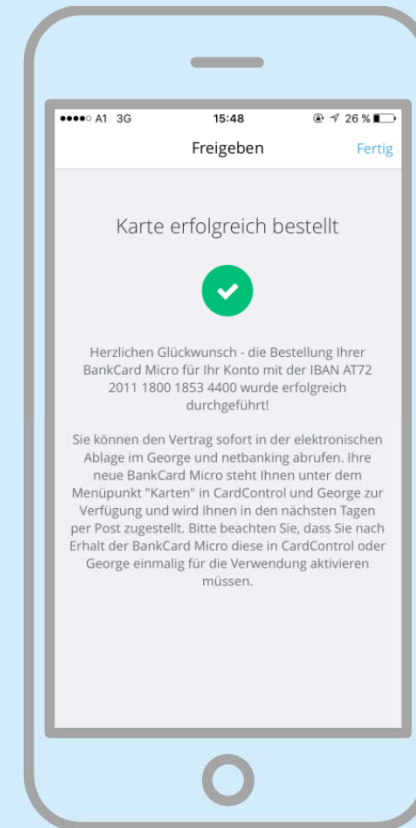 A1 3G 15:48 26 %
Freigeben Fertig
Karte erfolgreich bestellt
Herzlichen Glückwunsch - die Bestellung Ihrer
BankCard Micro für Ihr Konto mit der IBAN AT72
2011 1800 1853 4400 wurde erfolgreich
durchgeführt!
Sie können den Vertrag sofort in der elektronischen
Ablage im George und netbanking abrufen. Ihre
neue BankCard Micro steht Ihnen unter dem
Menüpunkt "Karten" in CardControl und George zur
Verfügung und wird Ihnen in den nächsten Tagen
per Post zugestellt. Bitte beachten Sie, dass Sie nach
Erhalt der BankCard Micro diese in CardControl oder
George einmalig für die Verwendung aktivieren
müssen.